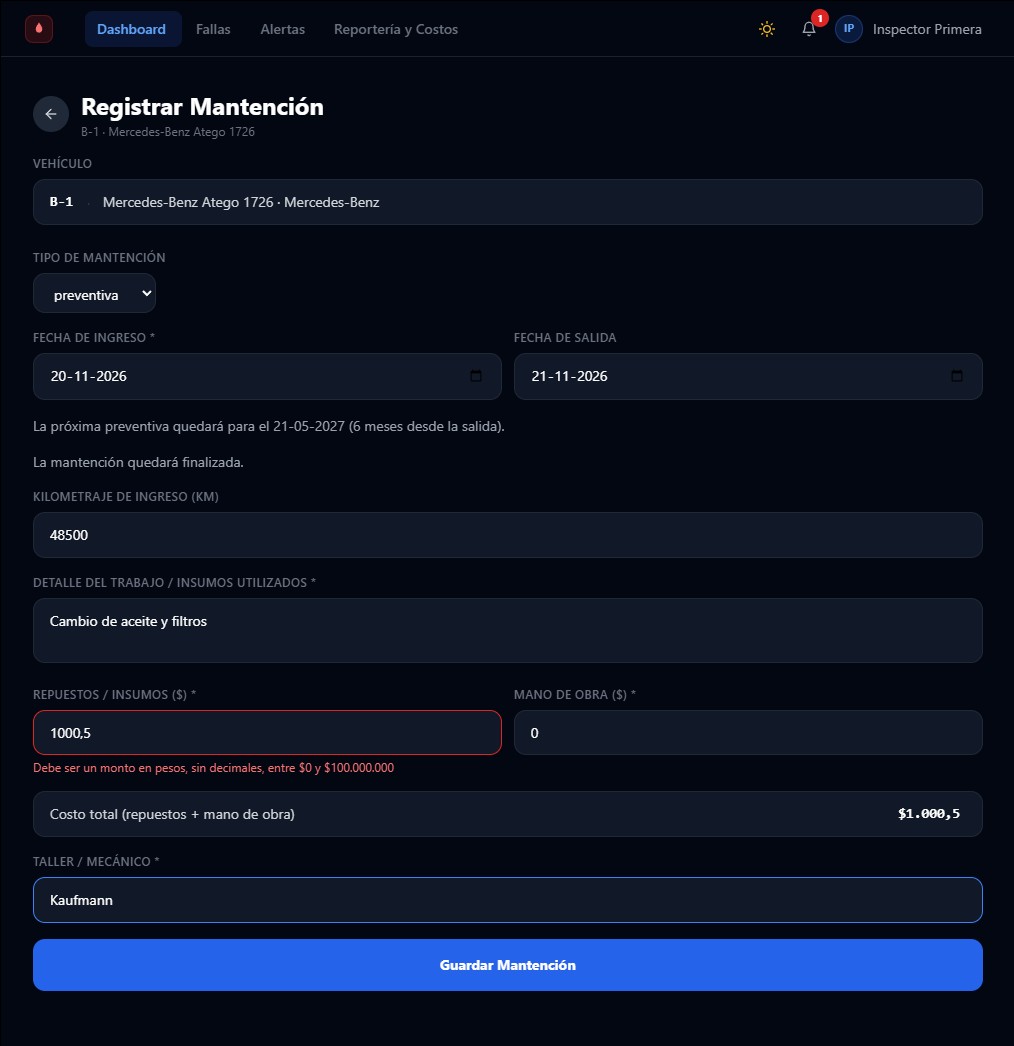 Dashboard Fallas Alertas Reportería y Costos 1 IP Inspector Primera
Registrar Mantención
B-1 · Mercedes-Benz Atego 1726
VEHÍCULO
B-1 · Mercedes-Benz Atego 1726 · Mercedes-Benz
TIPO DE MANTENCIÓN
preventiva
FECHA DE INGRESO * FECHA DE SALIDA
20-11-2026 21-11-2026
La próxima preventiva quedará para el 21-05-2027 (6 meses desde la salida).
La mantención quedará finalizada.
KILOMETRAJE DE INGRESO (KM)
48500
DETALLE DEL TRABAJO / INSUMOS UTILIZADOS *
Cambio de aceite y filtros
REPUESTOS / INSUMOS ($) * MANO DE OBRA ($) *
1000,5 0
Debe ser un monto en pesos, sin decimales, entre $0 y $100.000.000
Costo total (repuestos + mano de obra) $1.000,5
TALLER / MECÁNICO *
Kaufmann
Guardar Mantención